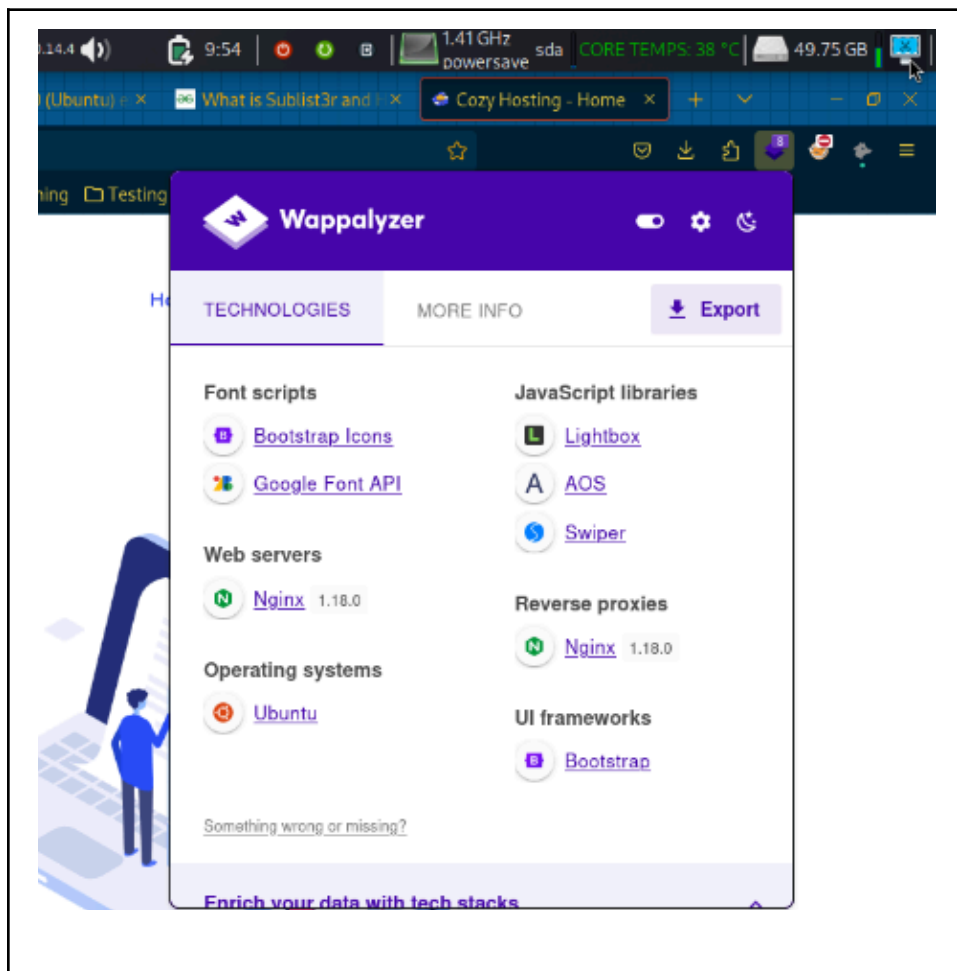 .14.4 9:54 1.41 GHz powersave sda CORE TEMPS: 38 °C 49.75 GB
(Ubuntu) What is Sublist3r and Cozy Hosting - Home
8
Testing
Wappalyzer
TECHNOLOGIES MORE INFO Export
Font scripts
Bootstrap Icons
Google Font API
Web servers
Nginx 1.18.0
Operating systems
Ubuntu
JavaScript libraries
Lightbox
AOS
Swiper
Reverse proxies
Nginx 1.18.0
UI frameworks
Bootstrap
Something wrong or missing?
Enrich your data with tech stacks